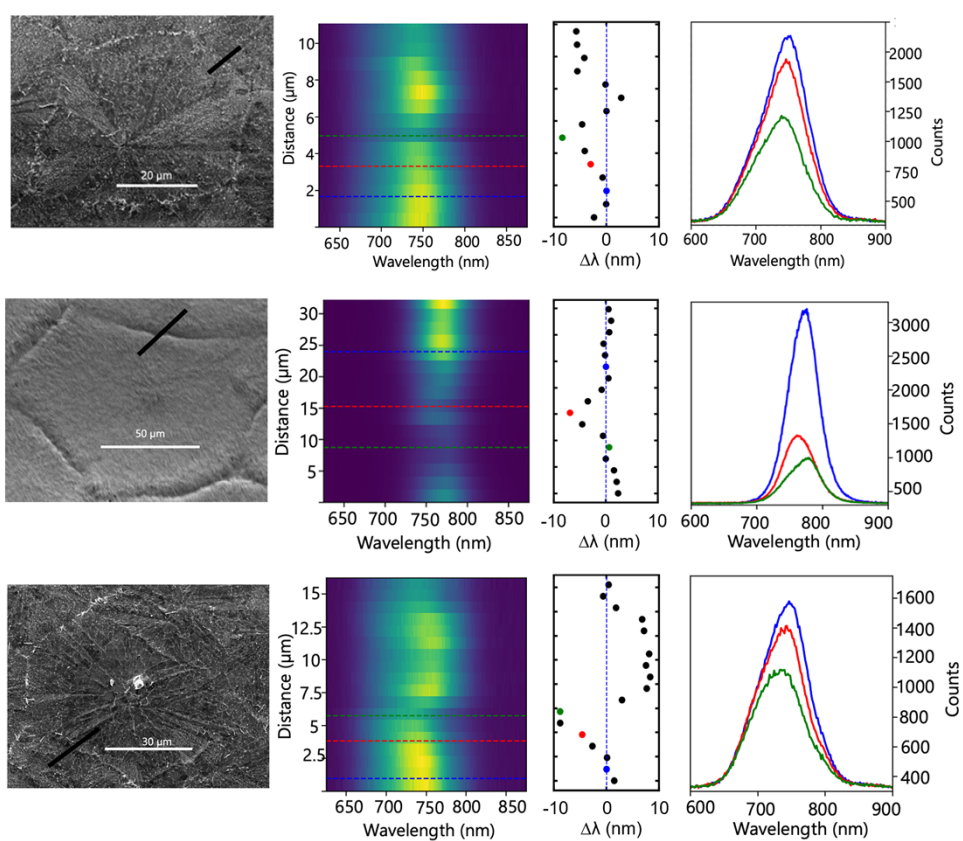 20 µm
Distance (µm)
10
8
6
4
2
650 700 750 800 850
Wavelength (nm)
-10 0 10
Δλ (nm)
2000
1500
1250
1000
750
500
Counts
600 700 800 900
Wavelength (nm)
50 µm
Distance (µm)
30
25
20
15
10
5
650 700 750 800 850
Wavelength (nm)
-10 0 10
Δλ (nm)
3000
2500
2000
1500
1000
500
Counts
600 700 800 900
Wavelength (nm)
30 µm
Distance (µm)
15
12.5
10.0
7.5
5
2.5
650 700 750 800 850
Wavelength (nm)
-10 0 10
Δλ (nm)
1600
1400
1200
1000
800
600
400
Counts
600 700 800 900
Wavelength (nm)